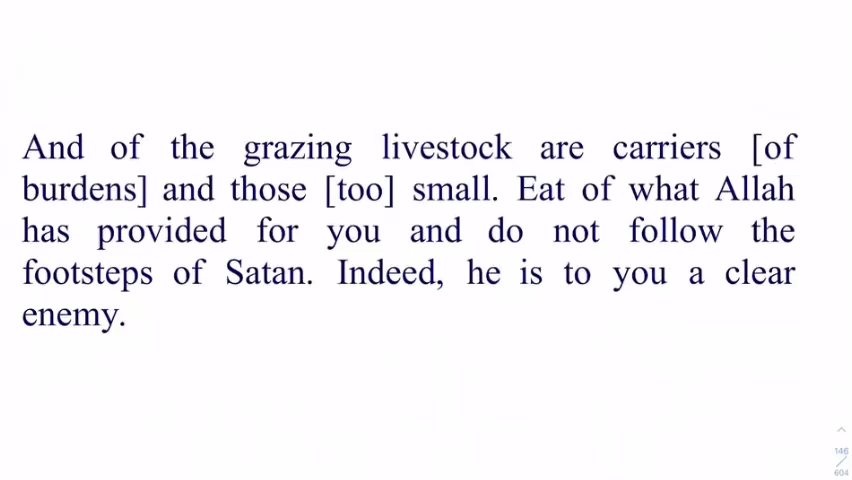 And of the grazing livestock are carriers [of
burdens] and those [too] small. Eat of what Allah
has provided for you and do not follow the
footsteps of Satan. Indeed, he is to you a clear
enemy.
146
604